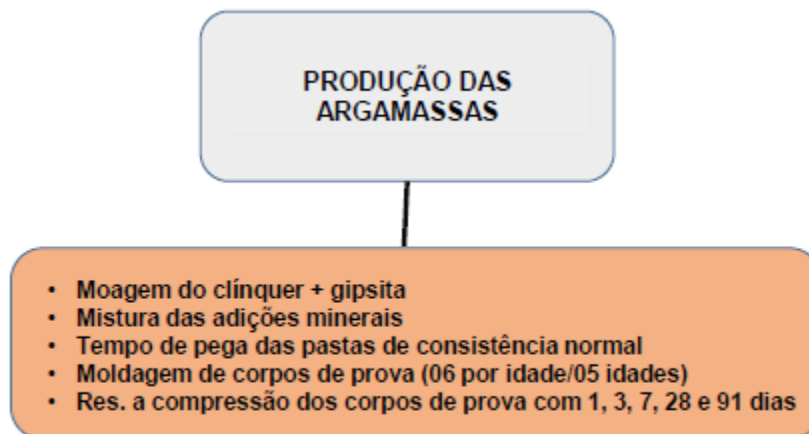 PRODUÇÃO DAS
ARGAMASSAS
• Moagem do clínquer + gipsita
• Mistura das adições minerais
• Tempo de pega das pastas de consistência normal
• Moldagem de corpos de prova (06 por idade/05 idades)
• Res. a compressão dos corpos de prova com 1, 3, 7, 28 e 91 dias